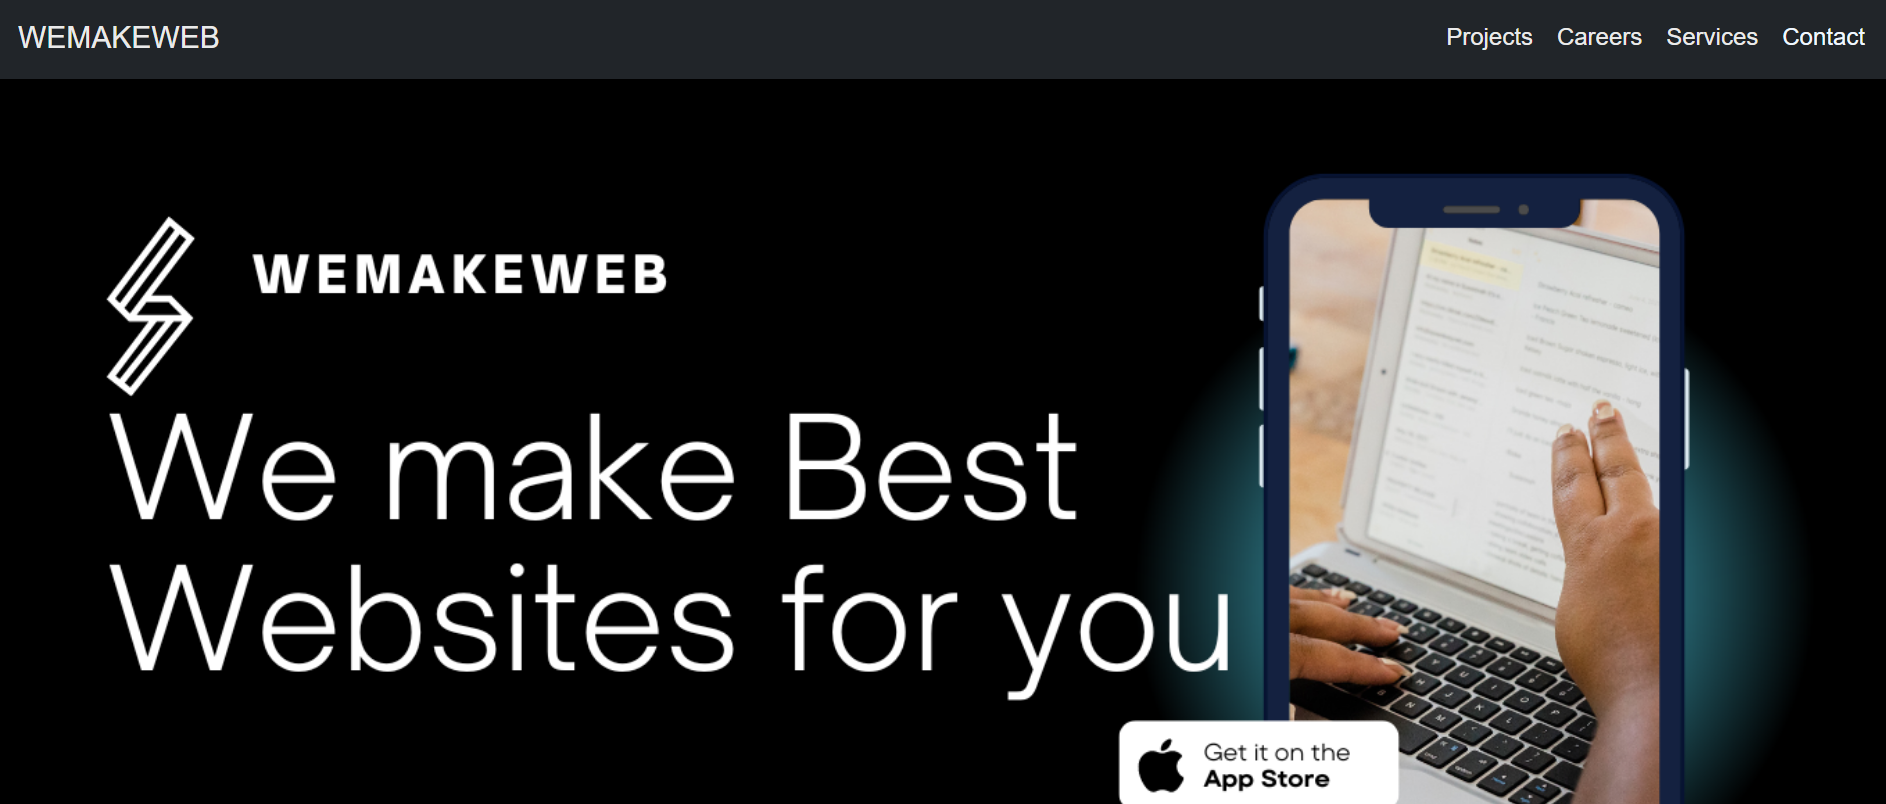 WEMAKEWEB
Projects Careers Services Contact
WEMAKEWEB
We make Best
Websites for you
Get it on the
App Store